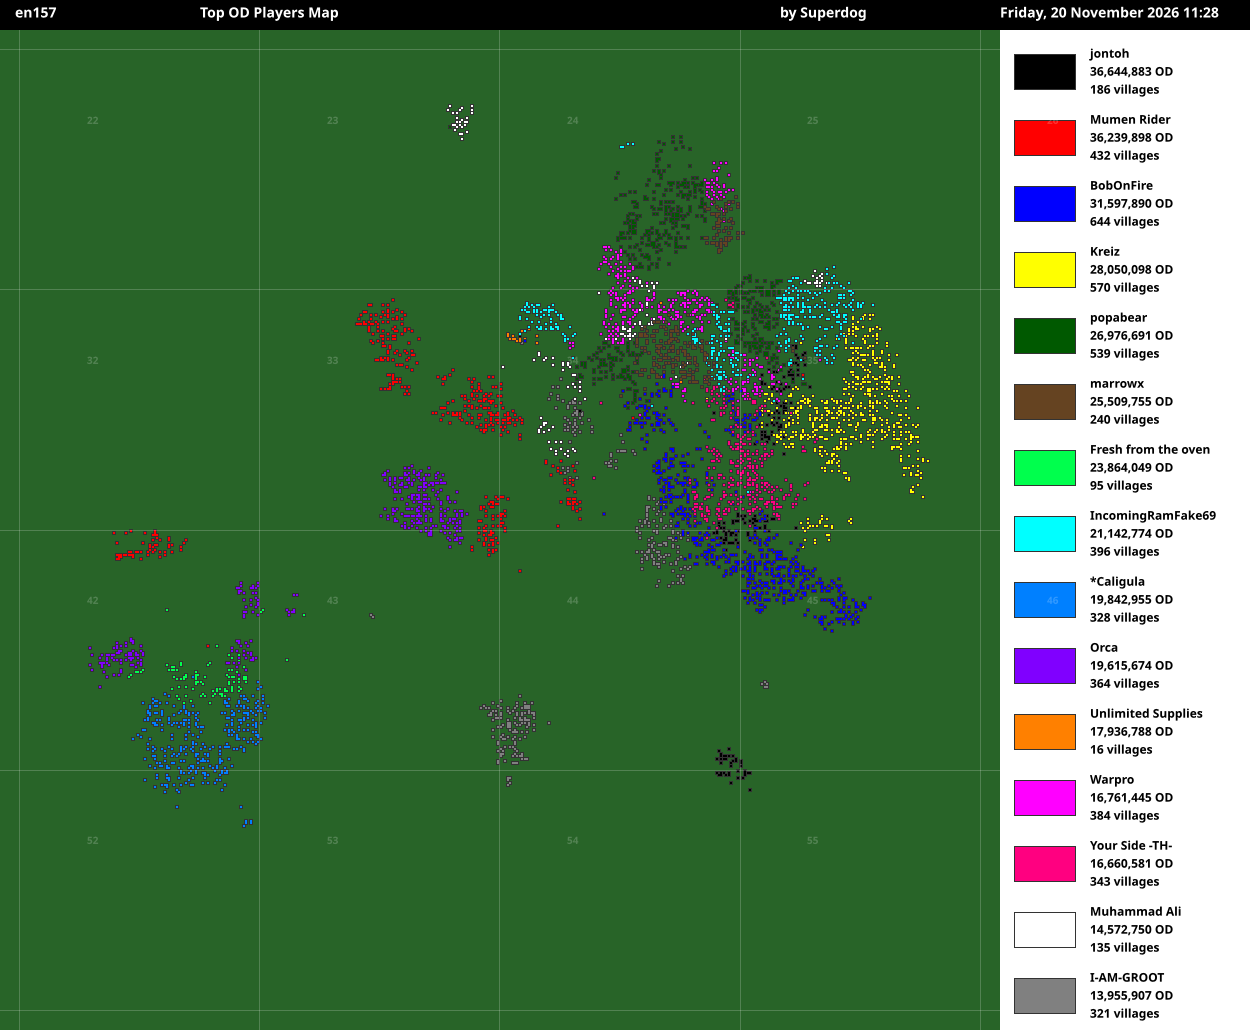 en157 Top OD Players Map by Superdog Friday, 20 November 2026 11:28
jontoh
36,644,883 OD
186 villages
Mumen Rider
36,239,898 OD
432 villages
BobOnFire
31,597,890 OD
644 villages
Kreiz
28,050,098 OD
570 villages
popabear
26,976,691 OD
539 villages
marrowx
25,509,755 OD
240 villages
Fresh from the oven
23,864,049 OD
95 villages
IncomingRamFake69
21,142,774 OD
396 villages
*Caligula
19,842,955 OD
328 villages
Orca
19,615,674 OD
364 villages
Unlimited Supplies
17,936,788 OD
16 villages
Warpro
16,761,445 OD
384 villages
Your Side -TH-
16,660,581 OD
343 villages
Muhammad Ali
14,572,750 OD
135 villages
I-AM-GROOT
13,955,907 OD
321 villages
22 23 24 25
32 33
42 43 44 45 46
52 53 54 55